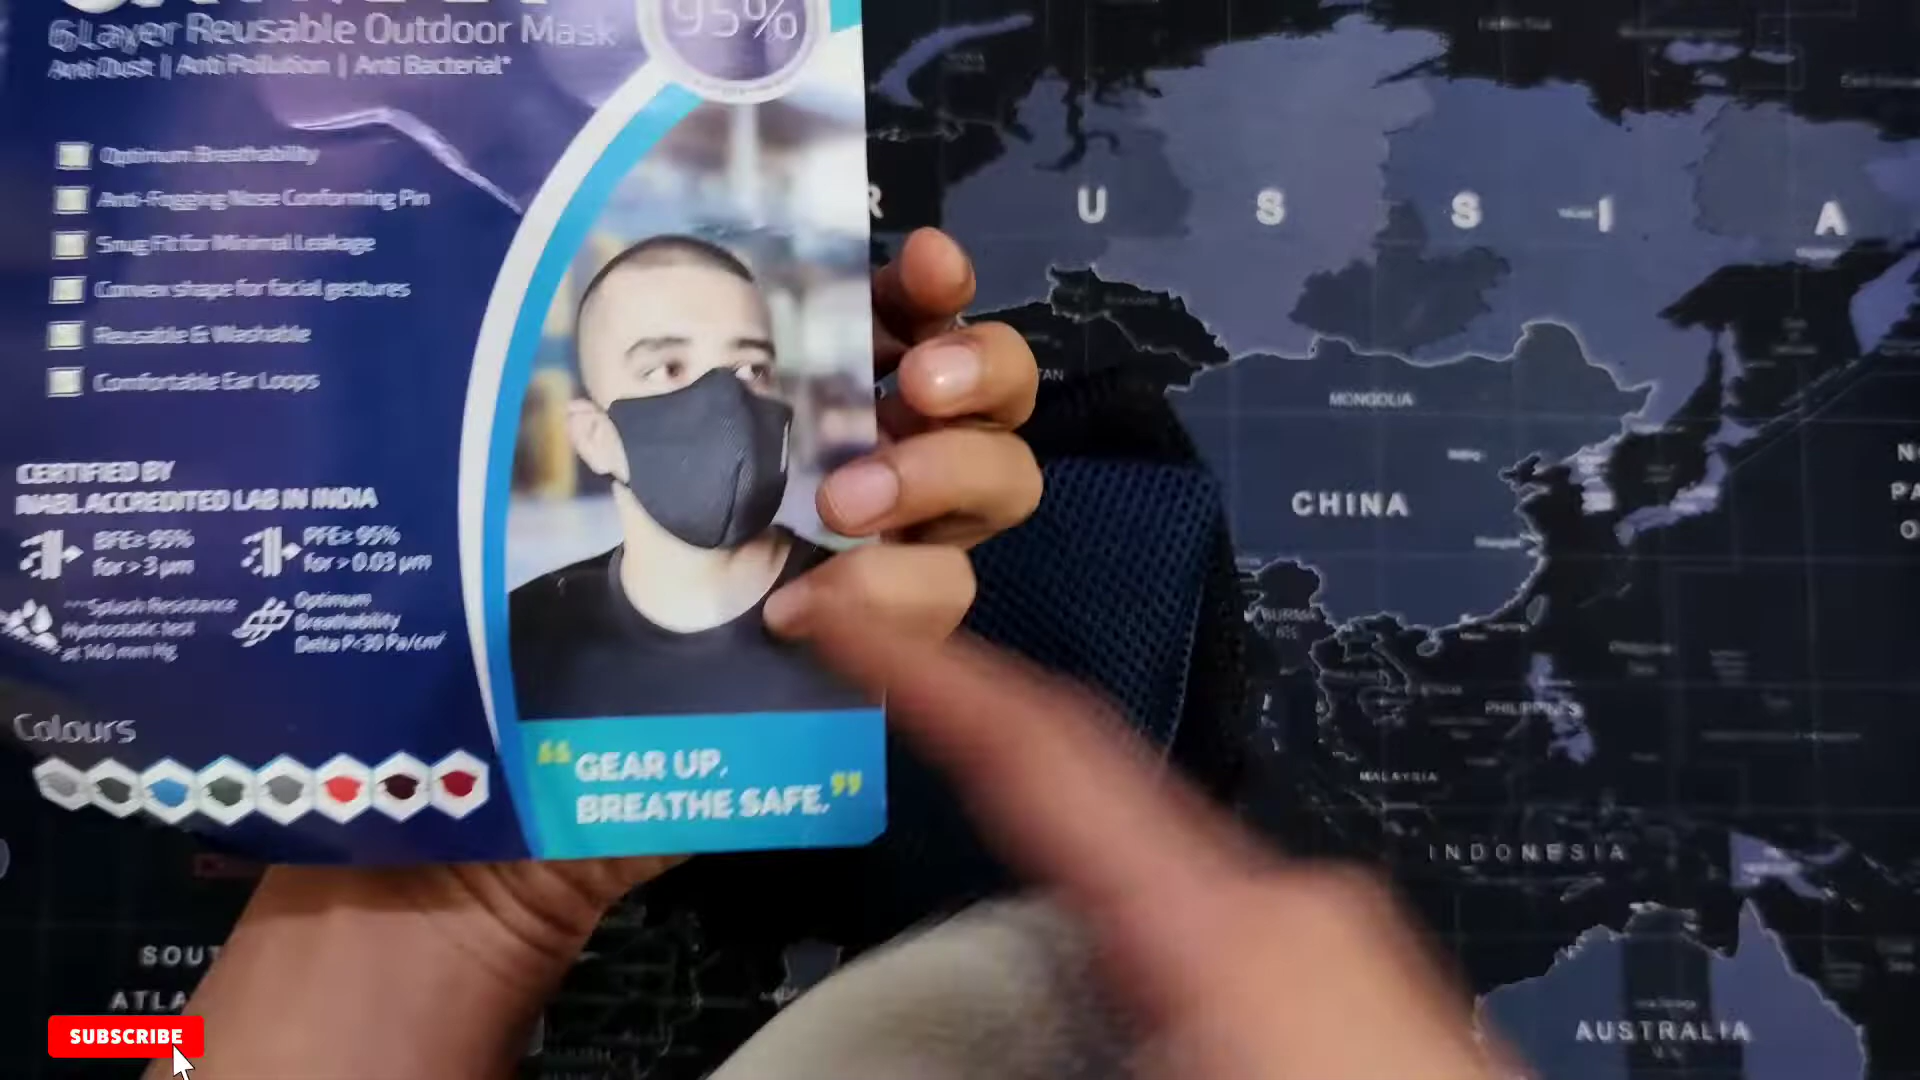 95%
6 Layer Reusable Outdoor Mask
Anti Dust | Anti Pollution | Anti Bacterial*
Optimum Breathability
Anti-Fogging Nose Conforming Pin
Snug Fit for Minimal Leakage
Convex shape for facial gestures
Reusable & Washable
Comfortable Ear Loops
CERTIFIED BY
NABL ACCREDITED LAB IN INDIA
BFE≥ 95%
for > 3 μm
PFE≥ 95%
for > 0.03 μm
***Splash Resistance
Hydrostatic test
at 140 mm Hg
Optimum
Breathability
Delta P<30 Pa/cm²
Colours
“GEAR UP.
BREATHE SAFE.”
R U S S I A
MONGOLIA
CHINA
BURMA
PHILIPPINES
MALAYSIA
INDONESIA
AUSTRALIA
SOUT
ATLA
SUBSCRIBE